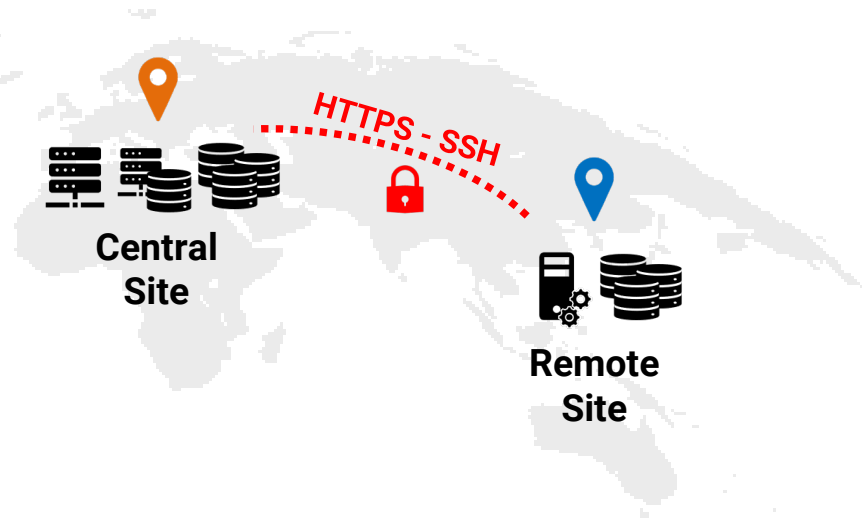 HTTPS - SSH
Central
Site
Remote
Site